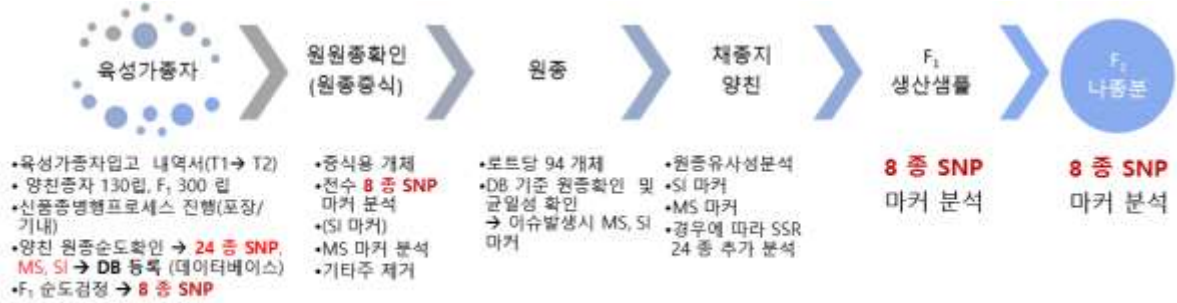 육성가종자
원원종확인
(원종증식)
원종
채종지
양친
F₁
생산샘플
F₁
나종분
•육성가종자입고 내역서(T1→ T2)
• 양친종자 130립, F₁ 300 립
•신품종병행프로세스 진행(포장/
기내)
•양친 원종순도확인 → 24 종 SNP,
MS, SI → DB 등록 (데이터베이스)
•F₁ 순도검정 → 8 종 SNP
•증식용 개체
•전수 8 종 SNP
마커 분석
•(SI 마커)
•MS 마커 분석
•기타주 제거
•로트당 94 개체
•DB 기준 원종확인 및
균일성 확인
→ 이슈발생시 MS, SI
마커
•원종유사성분석
•SI 마커
•MS 마커
•경우에 따라 SSR
24 종 추가 분석
8 종 SNP
마커 분석
8 종 SNP
마커 분석